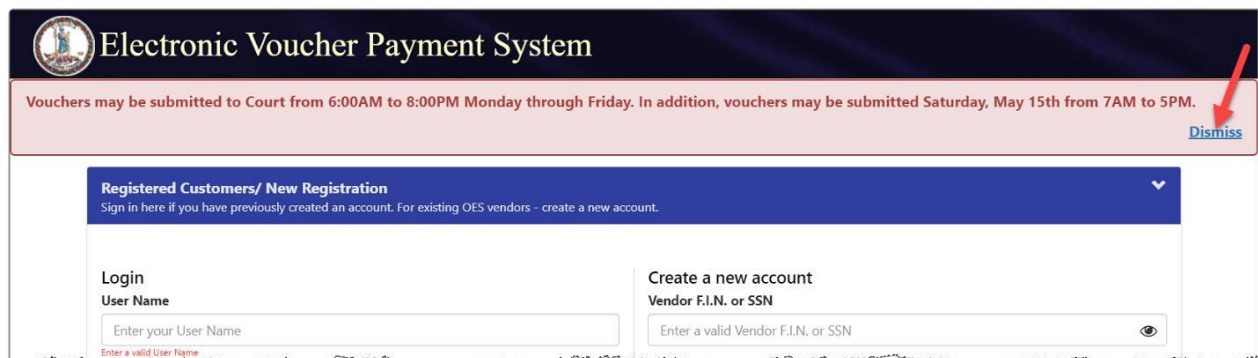 Electronic Voucher Payment System
Vouchers may be submitted to Court from 6:00AM to 8:00PM Monday through Friday. In addition, vouchers may be submitted Saturday, May 15th from 7AM to 5PM.
Dismiss
Registered Customers/ New Registration
Sign in here if you have previously created an account. For existing OES vendors - create a new account.
Login
User Name
Enter your User Name
Enter a valid User Name
Create a new account
Vendor F.I.N. or SSN
Enter a valid Vendor F.I.N. or SSN